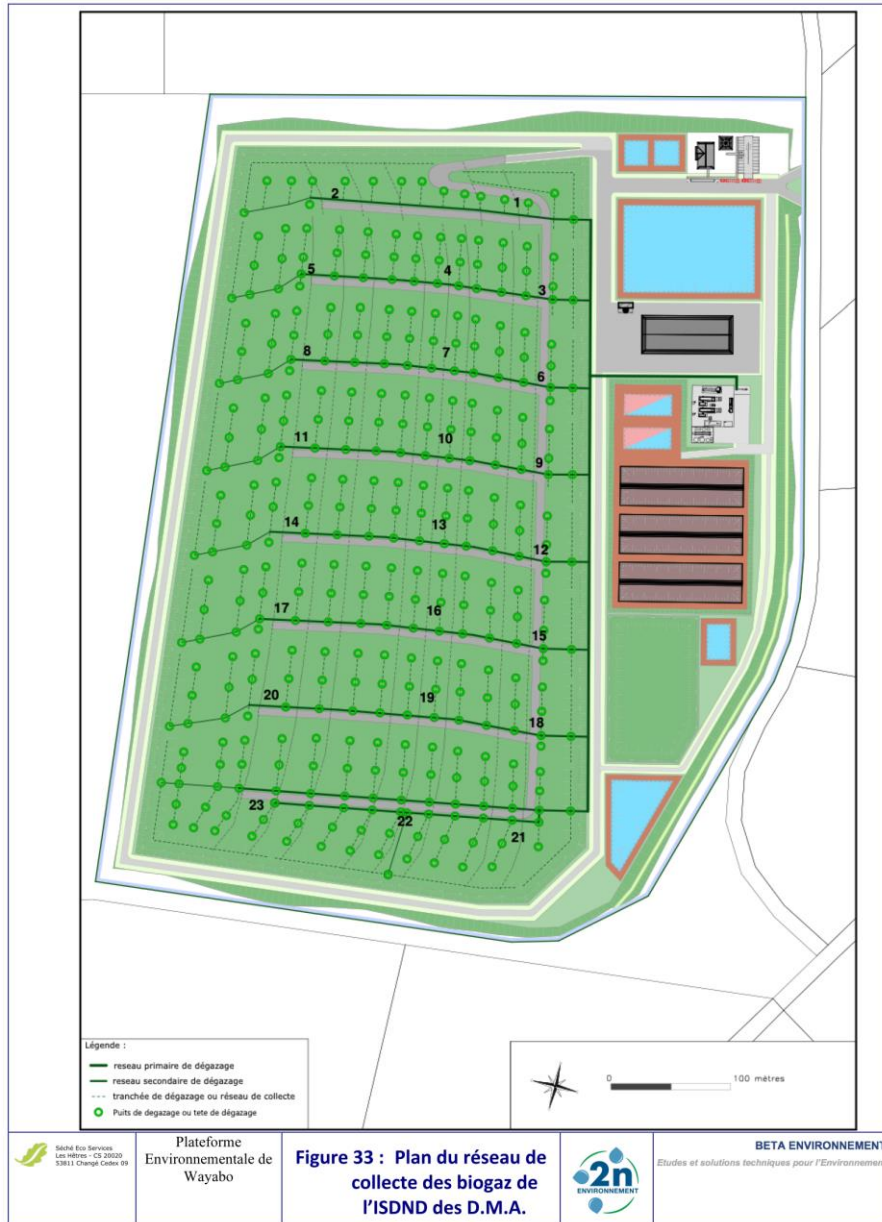 2
1
5
4
3
8
7
6
11
10
9
14
13
12
17
16
15
20
19
18
23
22
21
Légende :
reseau primaire de dégazage
reseau secondaire de dégazage
tranchée de dégazage ou réseau de collecte
Puits de degazage ou tete de dégazage
0 100 métres
Séché Eco Services
Les Hêtres - CS 20020
53811 Changé Cedex 09
Plateforme
Environnementale de
Wayabo
Figure 33 : Plan du réseau de
collecte des biogaz de
l'ISDND des D.M.A.
2n
ENVIRONNEMENT
BETA ENVIRONNEMENT
Etudes et solutions techniques pour l'Environnemen